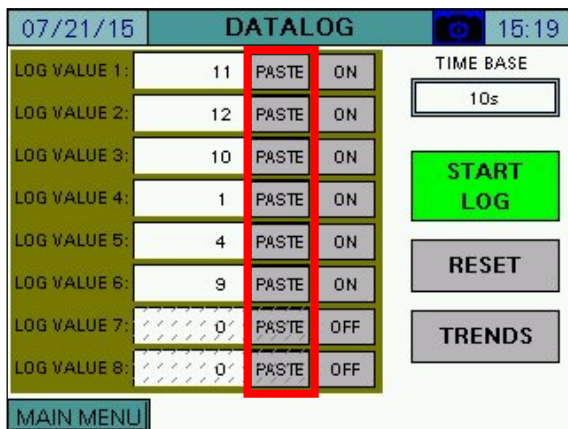 07/21/15 DATALOG 15:19
LOG VALUE 1: 11 PASTE ON
LOG VALUE 2: 12 PASTE ON
LOG VALUE 3: 10 PASTE ON
LOG VALUE 4: 1 PASTE ON
LOG VALUE 5: 4 PASTE ON
LOG VALUE 6: 9 PASTE ON
LOG VALUE 7: 0 PASTE OFF
LOG VALUE 8: 0 PASTE OFF
TIME BASE
10s
START
LOG
RESET
TRENDS
MAIN MENU